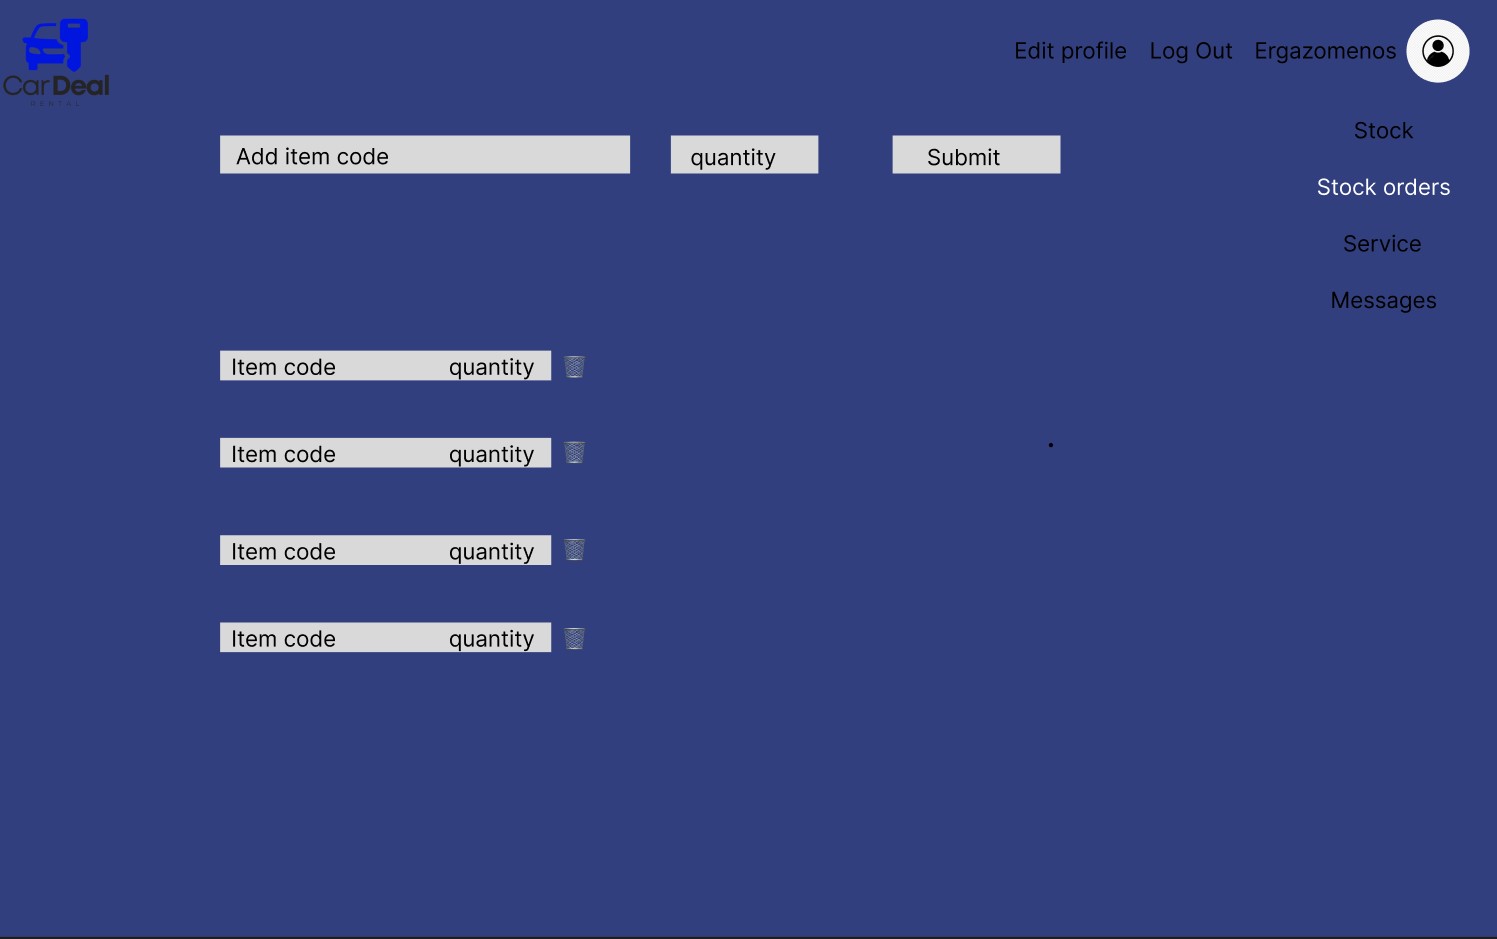 Edit profile Log Out Ergazomenos
CarDeal
RENTAL
Stock
Add item code quantity Submit
Stock orders
Service
Messages
Item code quantity
Item code quantity
Item code quantity
Item code quantity